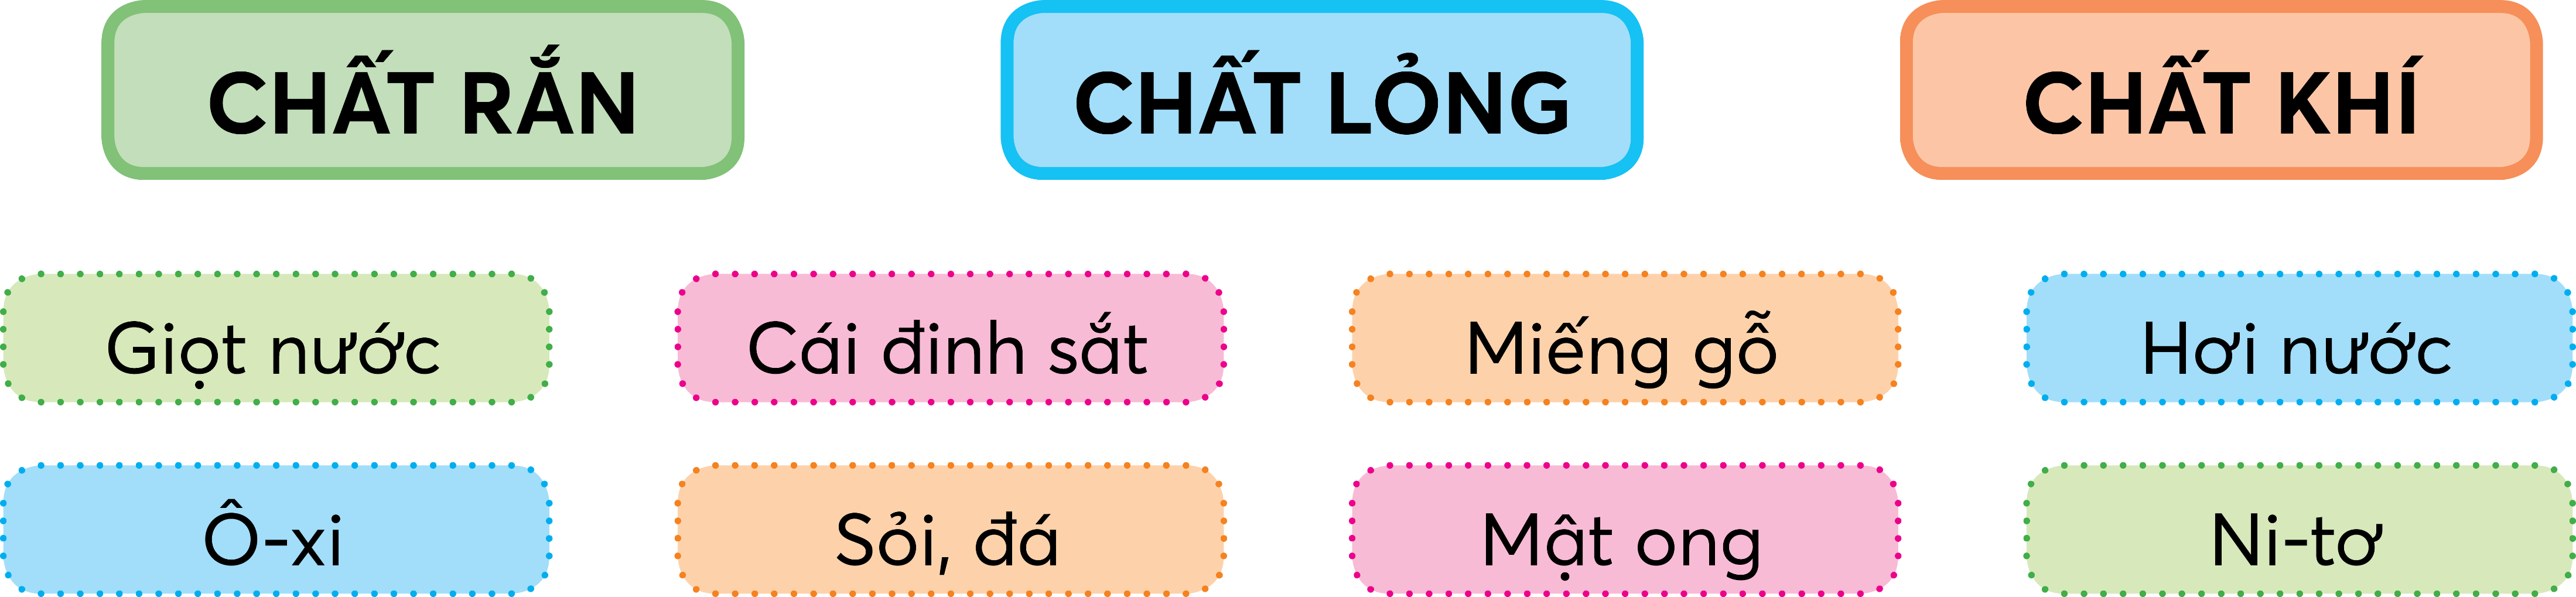 CHẤT RẮN
CHẤT LỎNG
CHẤT KHÍ
Giọt nước
Cái đinh sắt
Miếng gỗ
Hơi nước
Ô-xi
Sỏi, đá
Mật ong
Ni-tơ